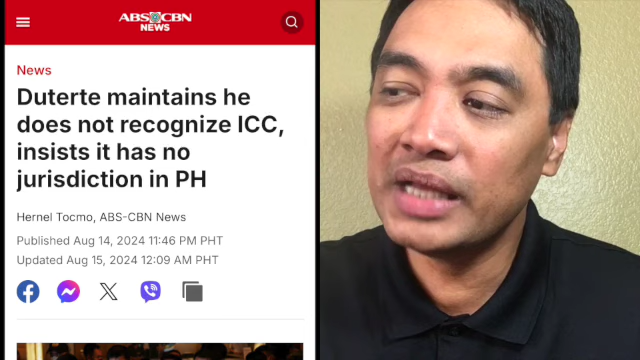 ABS-CBN
NEWS
News
Duterte maintains he
does not recognize ICC,
insists it has no
jurisdiction in PH
Hernel Tocmo, ABS-CBN News
Published Aug 14, 2024 11:46 PM PHT
Updated Aug 15, 2024 12:09 AM PHT